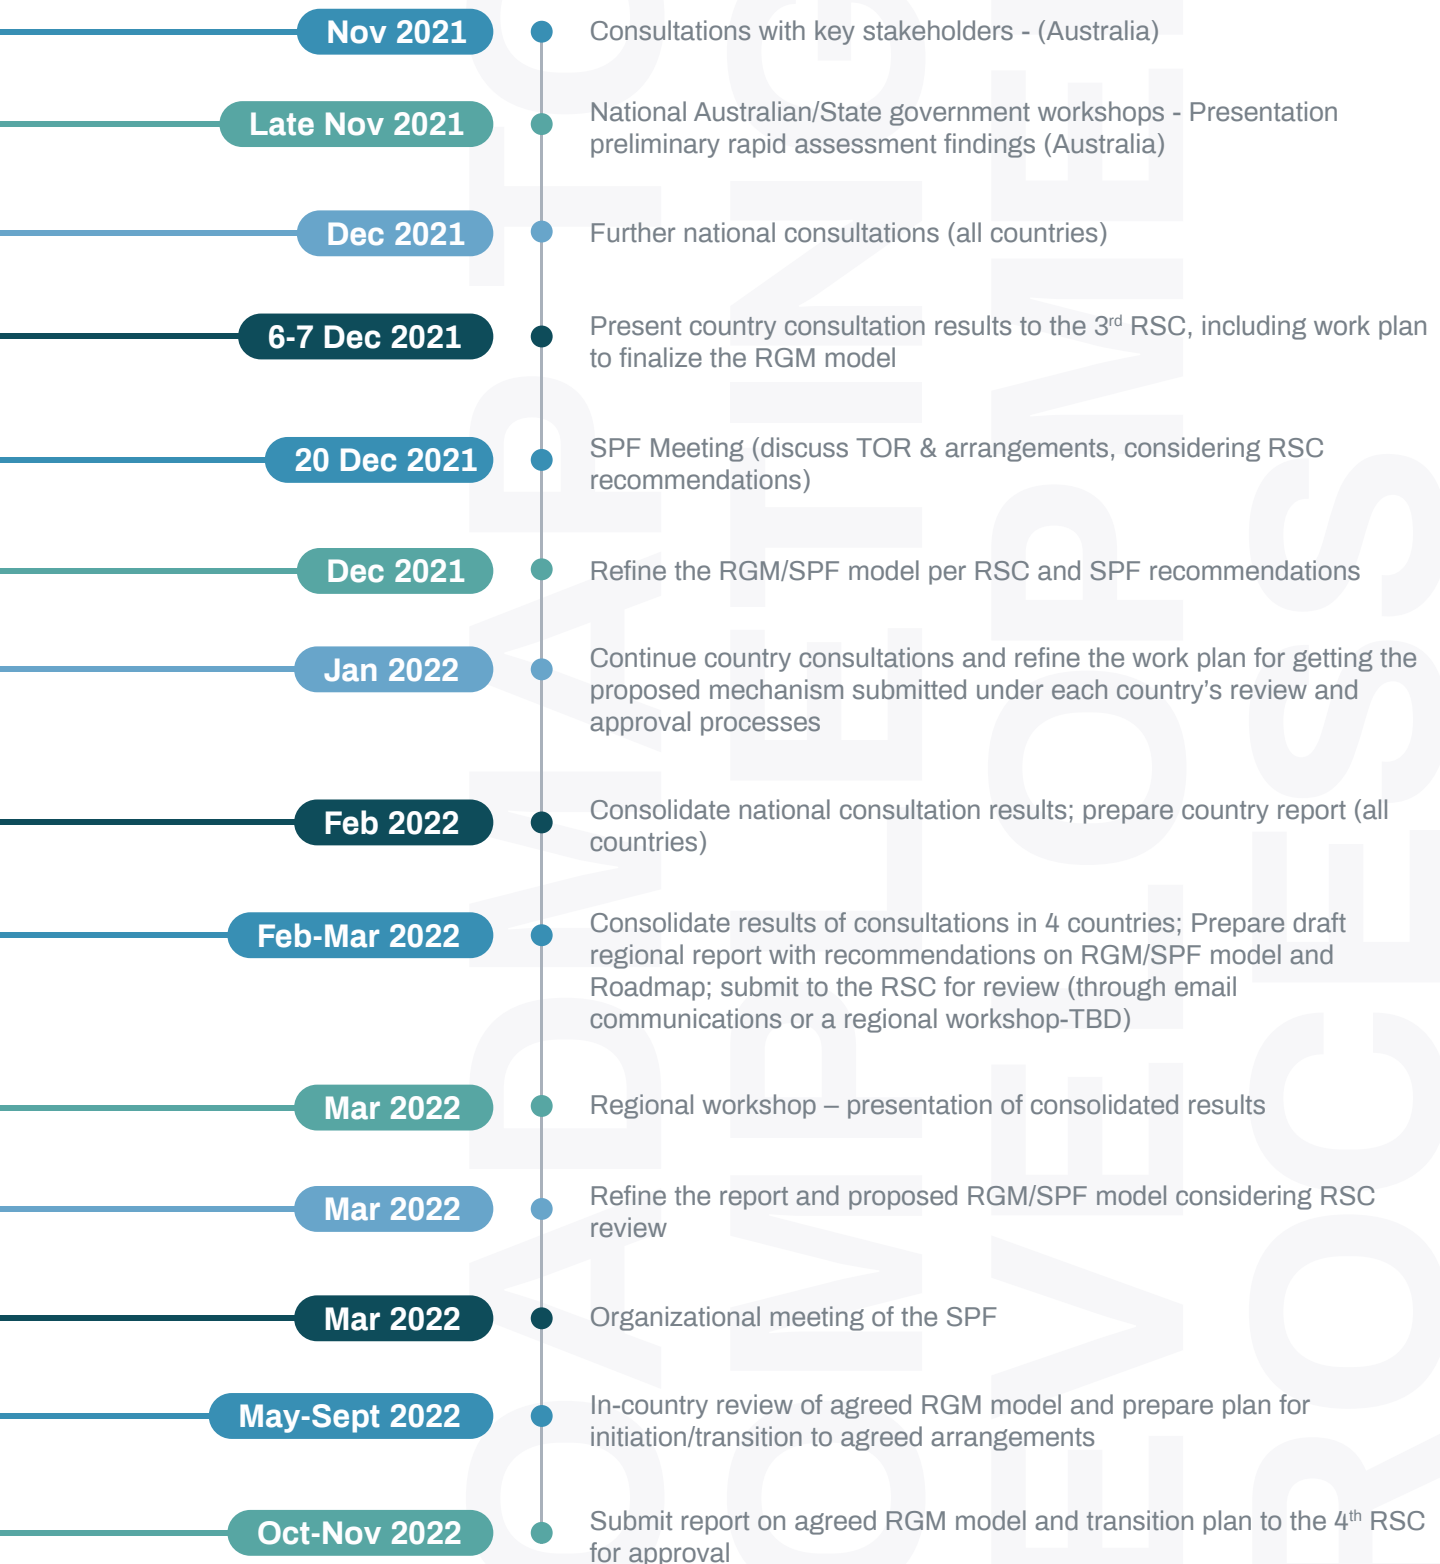 Nov 2021
Consultations with key stakeholders - (Australia)
Late Nov 2021
National Australian/State government workshops - Presentation
preliminary rapid assessment findings (Australia)
Dec 2021
Further national consultations (all countries)
6-7 Dec 2021
Present country consultation results to the 3rd RSC, including work plan
to finalize the RGM model
20 Dec 2021
SPF Meeting (discuss TOR & arrangements, considering RSC
recommendations)
Dec 2021
Refine the RGM/SPF model per RSC and SPF recommendations
Jan 2022
Continue country consultations and refine the work plan for getting the
proposed mechanism submitted under each country’s review and
approval processes
Feb 2022
Consolidate national consultation results; prepare country report (all
countries)
Feb-Mar 2022
Consolidate results of consultations in 4 countries; Prepare draft
regional report with recommendations on RGM/SPF model and
Roadmap; submit to the RSC for review (through email
communications or a regional workshop-TBD)
Mar 2022
Regional workshop – presentation of consolidated results
Mar 2022
Refine the report and proposed RGM/SPF model considering RSC
review
Mar 2022
Organizational meeting of the SPF
May-Sept 2022
In-country review of agreed RGM model and prepare plan for
initiation/transition to agreed arrangements
Oct-Nov 2022
Submit report on agreed RGM model and transition plan to the 4th RSC
for approval